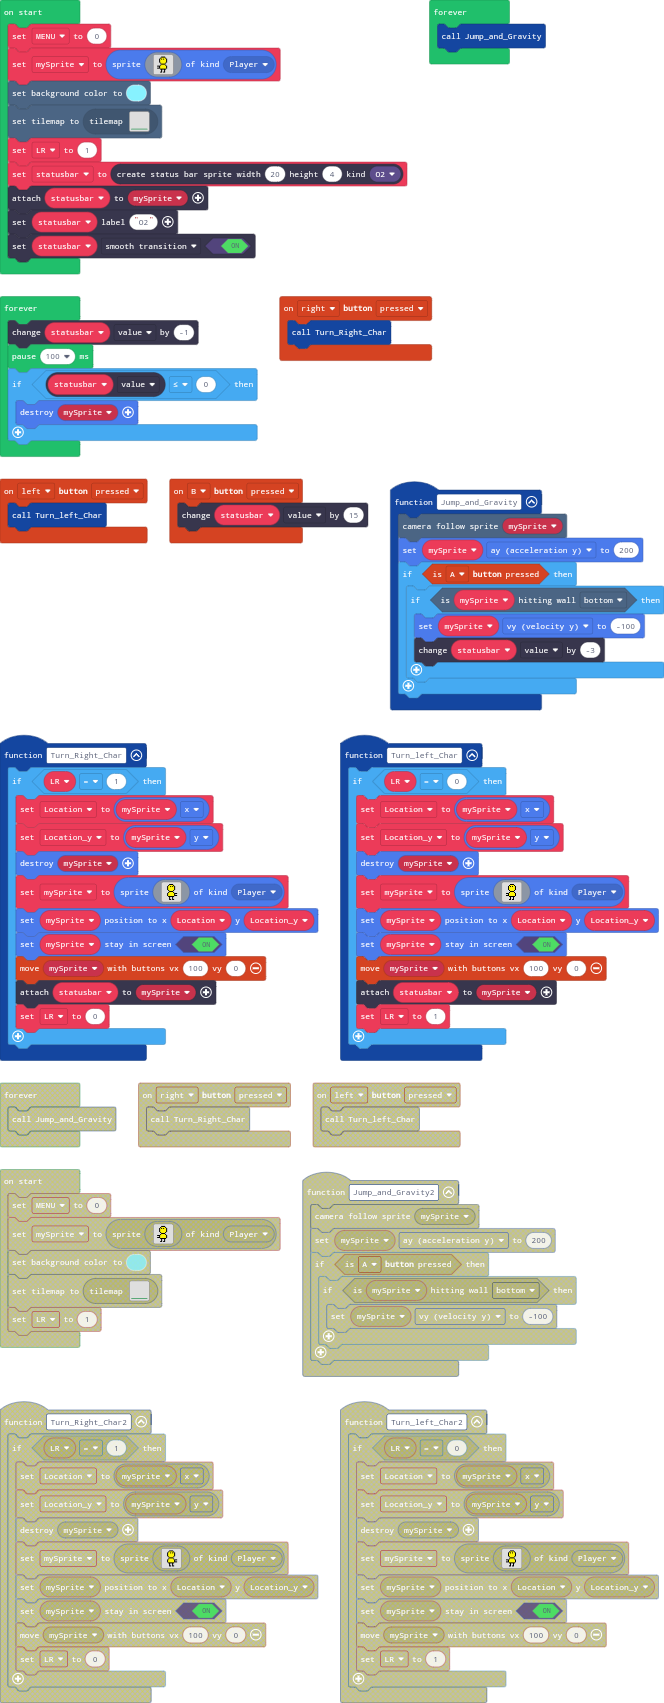 on start
set MENU to 0
set mySprite to sprite of kind Player
set background color to
set tilemap to tilemap
set LR to 1
set statusbar to create status bar sprite width 20 height 4 kind O2
attach statusbar to mySprite
set statusbar label "O2"
set statusbar smooth transition ON
forever
call Jump_and_Gravity
forever
change statusbar value by -1
pause 100 ms
if statusbar value ≤ 0 then
destroy mySprite
on right button pressed
call Turn_Right_Char
on left button pressed
call Turn_left_Char
on B button pressed
change statusbar value by 15
function Jump_and_Gravity
camera follow sprite mySprite
set mySprite ay (acceleration y) to 200
if is A button pressed then
if is mySprite hitting wall bottom then
set mySprite vy (velocity y) to -100
change statusbar value by -3
function Turn_Right_Char
if LR = 1 then
set Location to mySprite x
set Location_y to mySprite y
destroy mySprite
set mySprite to sprite of kind Player
set mySprite position to x Location y Location_y
set mySprite stay in screen ON
move mySprite with buttons vx 100 vy 0
attach statusbar to mySprite
set LR to 0
function Turn_left_Char
if LR = 0 then
set Location to mySprite x
set Location_y to mySprite y
destroy mySprite
set mySprite to sprite of kind Player
set mySprite position to x Location y Location_y
set mySprite stay in screen ON
move mySprite with buttons vx 100 vy 0
attach statusbar to mySprite
set LR to 1
forever
call Jump_and_Gravity
on right button pressed
call Turn_Right_Char
on left button pressed
call Turn_left_Char
on start
set MENU to 0
set mySprite to sprite of kind Player
set background color to
set tilemap to tilemap
set LR to 1
function Jump_and_Gravity2
camera follow sprite mySprite
set mySprite ay (acceleration y) to 200
if is A button pressed then
if is mySprite hitting wall bottom then
set mySprite vy (velocity y) to -100
function Turn_Right_Char2
if LR = 1 then
set Location to mySprite x
set Location_y to mySprite y
destroy mySprite
set mySprite to sprite of kind Player
set mySprite position to x Location y Location_y
set mySprite stay in screen ON
move mySprite with buttons vx 100 vy 0
set LR to 0
function Turn_left_Char2
if LR = 0 then
set Location to mySprite x
set Location_y to mySprite y
destroy mySprite
set mySprite to sprite of kind Player
set mySprite position to x Location y Location_y
set mySprite stay in screen ON
move mySprite with buttons vx 100 vy 0
set LR to 1